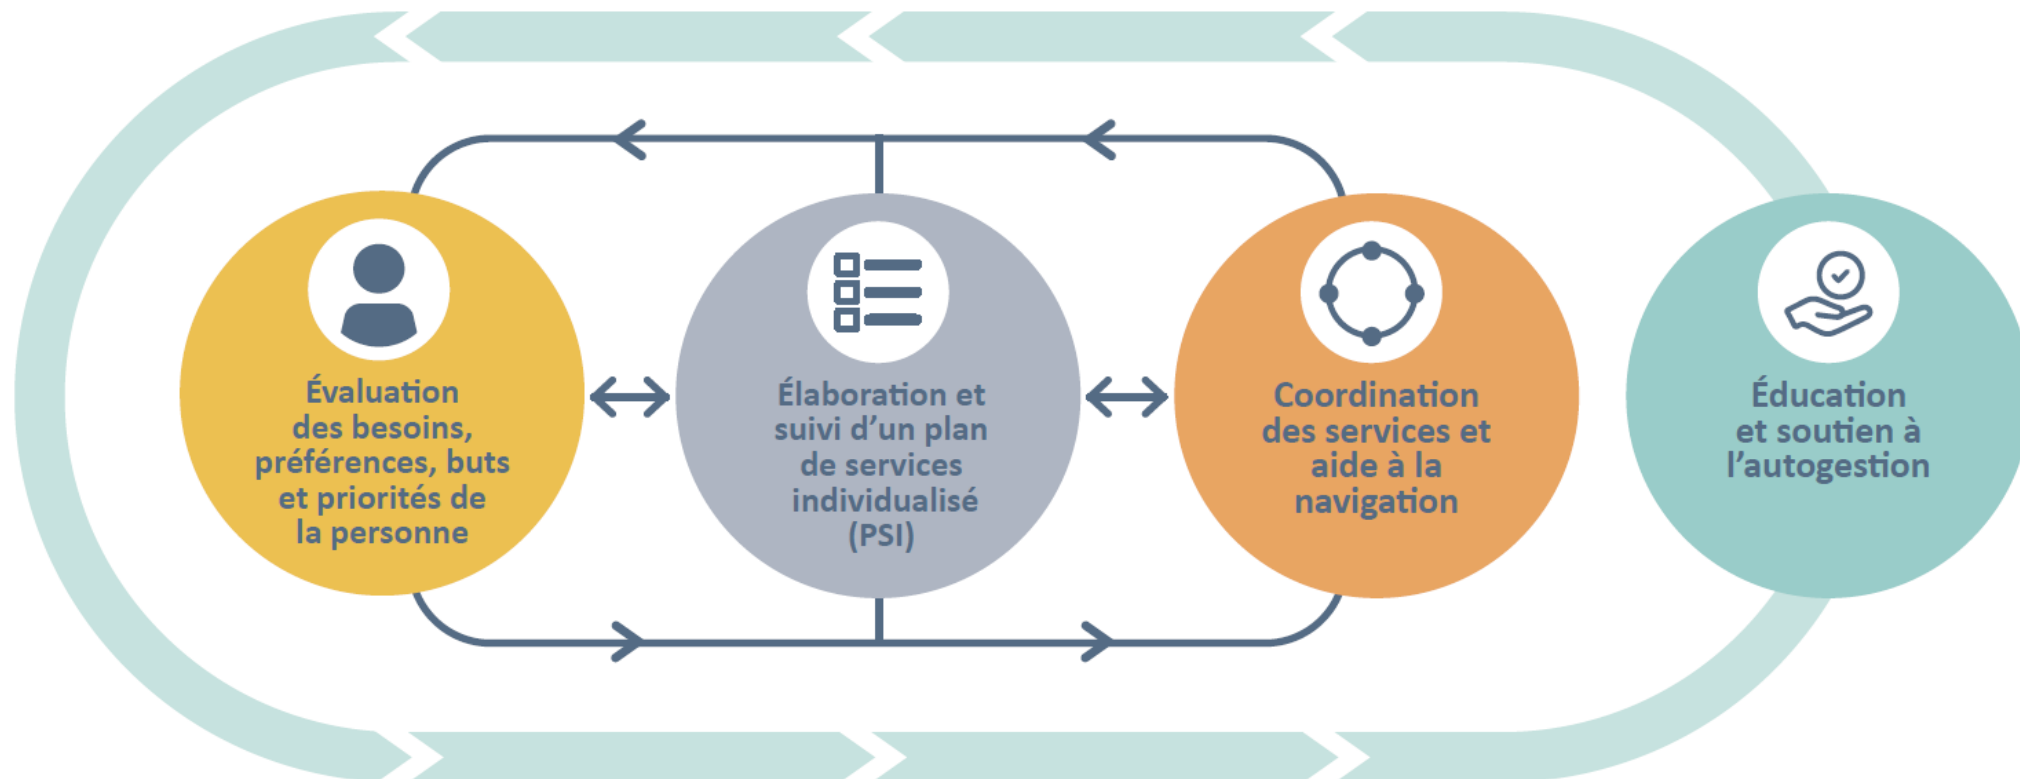 Évaluation
des besoins,
préférences, buts
et priorités de
la personne
Élaboration et
suivi d’un plan
de services
individualisé
(PSI)
Coordination
des services et
aide à la
navigation
Éducation
et soutien à
l’autogestion